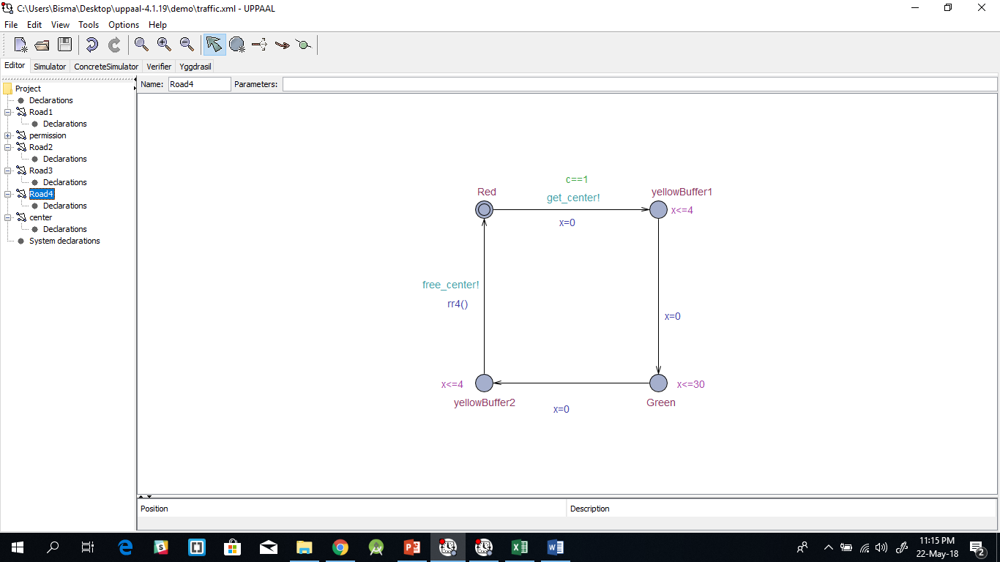 C:\Users\Bisma\Desktop\uppaal-4.1.19\demo\traffic.xml - UPPAAL
File Edit View Tools Options Help
Editor Simulator ConcreteSimulator Verifier Yggdrasil
Project
Declarations
Road1
Declarations
permission
Road2
Declarations
Road3
Declarations
Road4
Declarations
center
Declarations
System declarations
Name: Road4 Parameters:
c==1
Red get_center! yellowBuffer1
x=0 x<=4
free_center!
rr4()
x=0
x<=4 x<=30
yellowBuffer2 x=0 Green
Position Description
11:15 PM
22-May-18
2